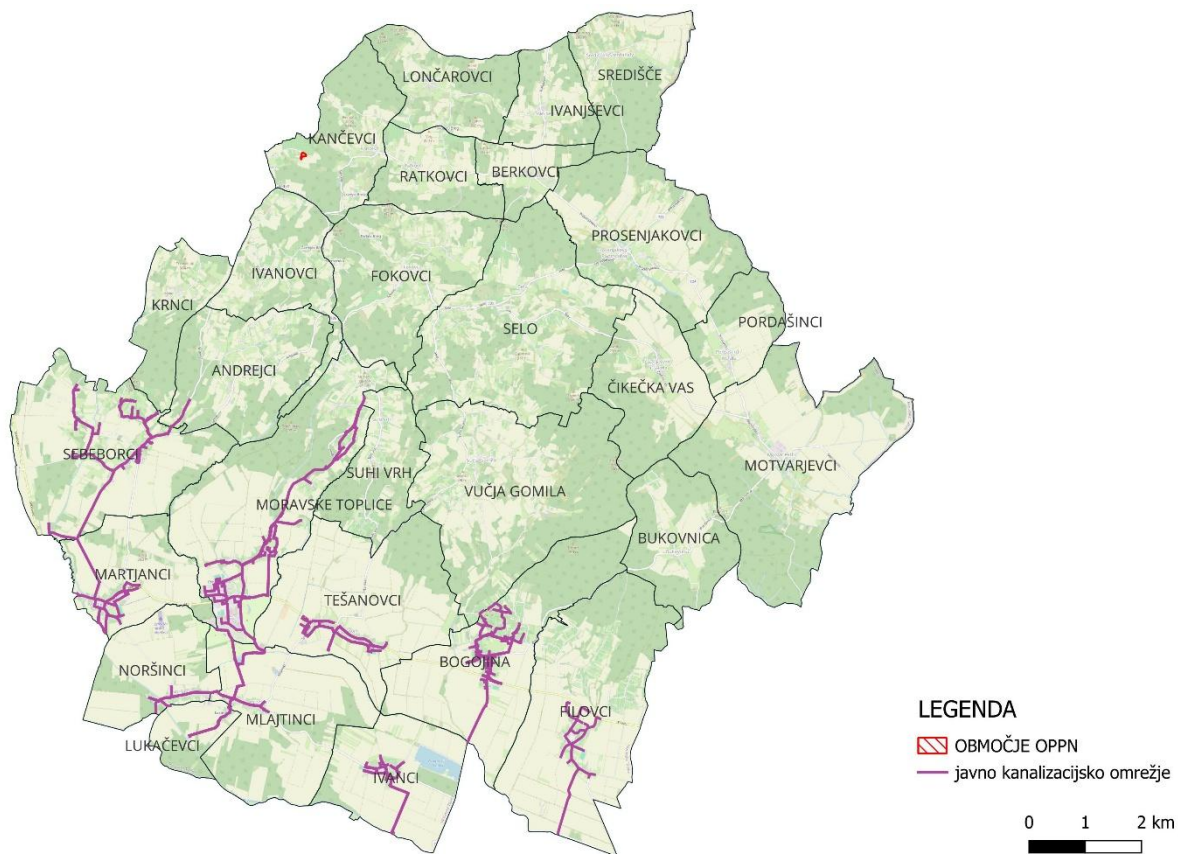 LONČAROVCI
SREDIŠČE
IVANJŠEVCI
KANČEVCI
RATKOVCI
BERKOVCI
PROSENJAKOVCI
IVANOVCI
FOKOVCI
KRNCI
SELO
PORDAŠINCI
ANDREJCI
ČIKEČKA VAS
SEBEBORCI
SUHI VRH
MOTVARJEVCI
VUČJA GOMILA
MORAVSKE TOPLICE
BUKOVNICA
MARTJANCI
TEŠANOVCI
BOGOJINA
NORŠINCI
FILOVCI
MLAJTINCI
LUKAČEVCI
IVANCI
LEGENDA
OBMOČJE OPPN
javno kanalizacijsko omrežje
0 1 2 km